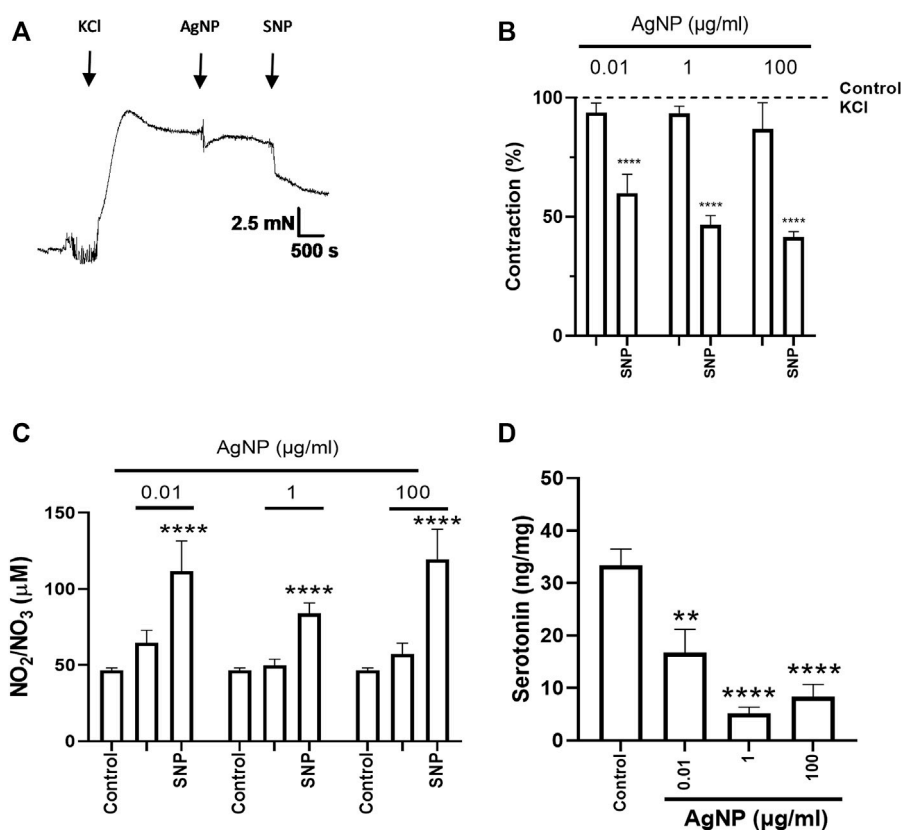 A
KCl AgNP SNP
2.5 mN
500 s
B
AgNP (µg/ml)
0.01 1 100
Control
KCl
Contraction (%)
100
50
0
****
****
****
SNP SNP SNP
C
AgNP (µg/ml)
0.01 1 100
NO2/NO3 (µM)
150
100
50
0
****
****
****
Control SNP Control SNP Control SNP
D
Serotonin (ng/mg)
50
40
30
20
10
0
**
****
****
Control 0.01 1 100
AgNP (µg/ml)